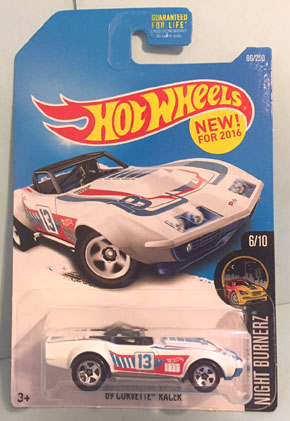 GUARANTEED
FOR LIFE
86/250
HOT WHEELS
NEW!
FOR 2016
13
6/10
NIGHT BURNERZ
13
3+
69 CORVETTE RACER